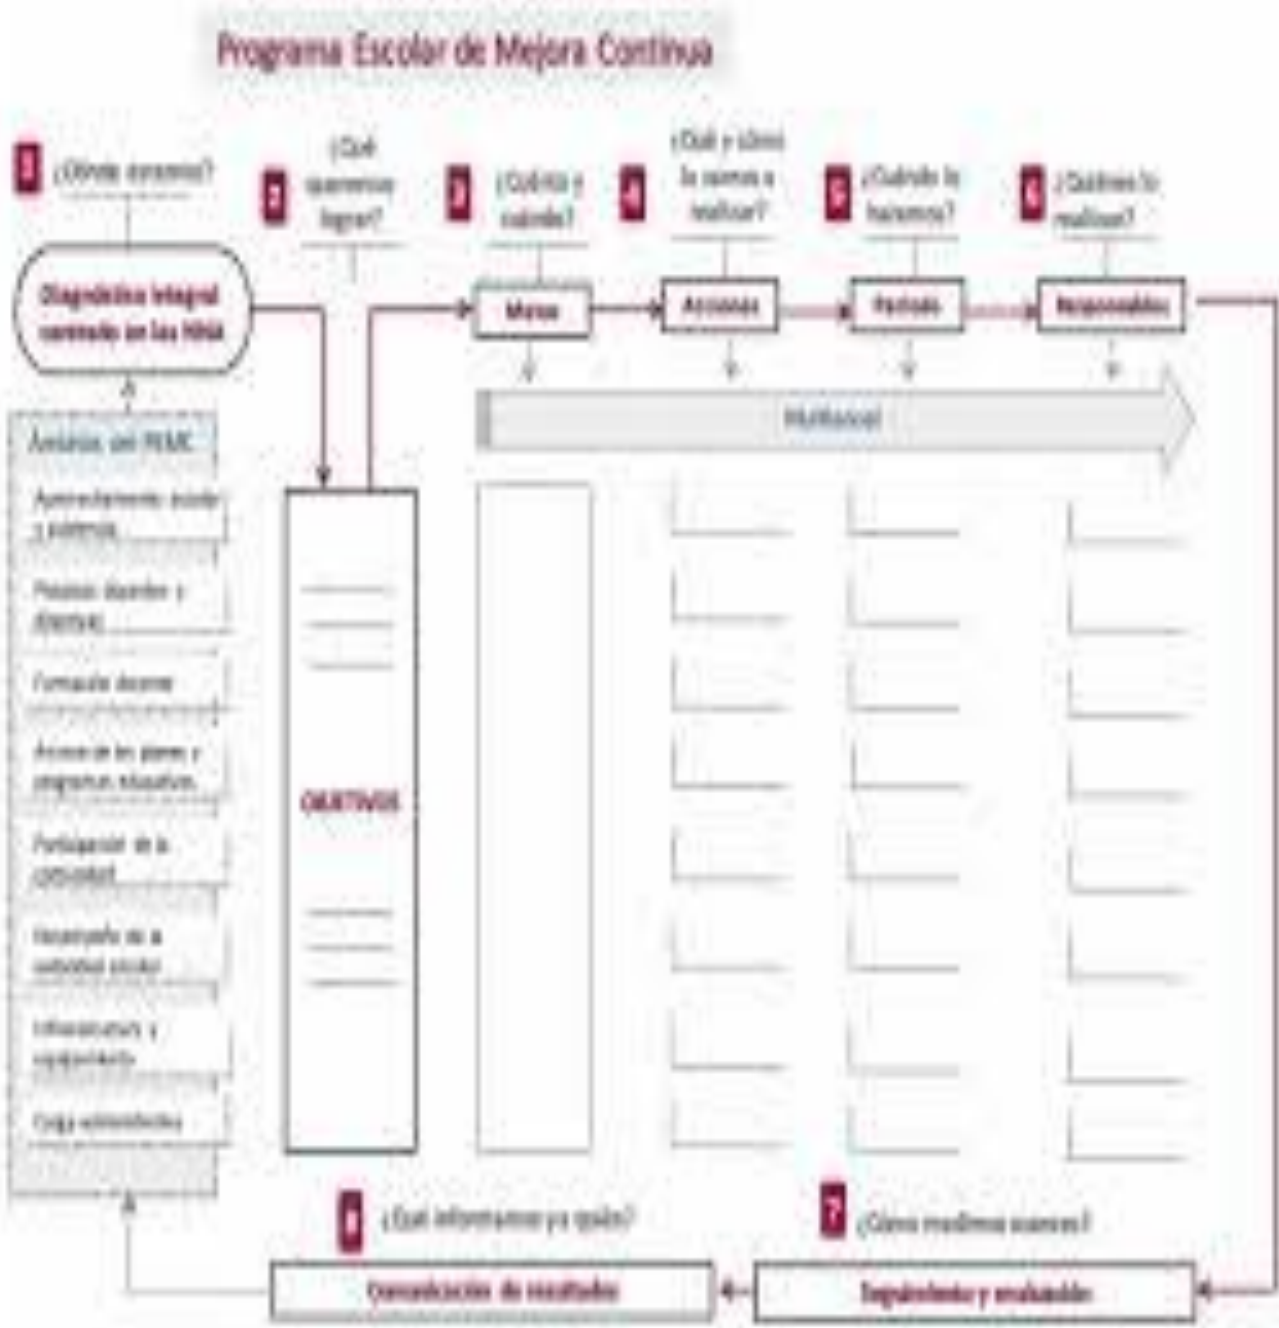 Programa Escolar de Mejora Continua
1
¿Dónde estamos?
2
¿Qué
queremos
lograr?
3
¿Cuánto y
cuándo?
4
¿Qué y cómo
lo vamos a
realizar?
5
¿Cuándo lo
haremos?
6
¿Quiénes lo
realizan?
Diagnóstico integral
centrado en las NNA
Metas
Acciones
Periodo
Responsables
Multianual
Ámbitos del PEMC
Aprovechamiento escolar
y asistencia
Prácticas docentes y
directivas
Formación docente
Avance de los planes y
programas educativos
Participación de la
comunidad
Desempeño de la
autoridad escolar
Infraestructura y
equipamiento
Carga administrativa
OBJETIVOS
8
¿Qué informamos y a quién?
7
¿Cómo medimos avances?
Comunicación de resultados
Seguimiento y evaluación